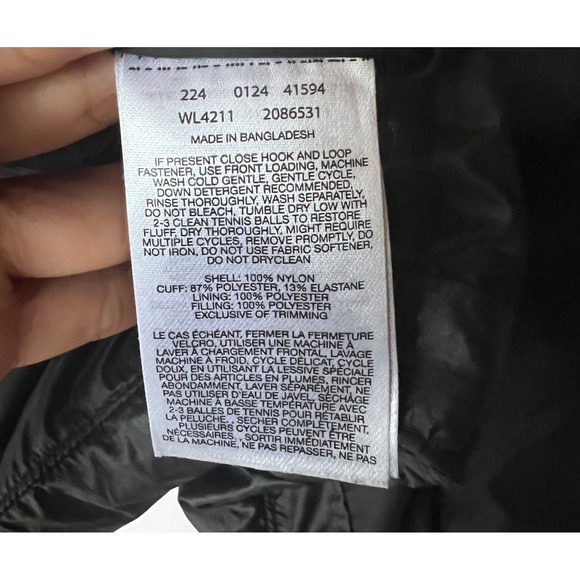 224 0124 41594
WL4211 2086531
MADE IN BANGLADESH
IF PRESENT CLOSE HOOK AND LOOP
FASTENER, USE FRONT LOADING, MACHINE
WASH COLD GENTLE, GENTLE CYCLE,
DOWN DETERGENT RECOMMENDED,
RINSE THOROUGHLY, WASH SEPARATELY,
DO NOT BLEACH, TUMBLE DRY LOW WITH
2-3 CLEAN TENNIS BALLS TO RESTORE
FLUFF, DRY THOROUGHLY, MIGHT REQUIRE
MULTIPLE CYCLES, REMOVE PROMPTLY, DO
NOT IRON, DO NOT USE FABRIC SOFTENER,
DO NOT DRYCLEAN
SHELL: 100% NYLON
CUFF: 87% POLYESTER, 13% ELASTANE
LINING: 100% POLYESTER
FILLING: 100% POLYESTER
EXCLUSIVE OF TRIMMING
LE CAS ÉCHÉANT, FERMER LA FERMETURE
VELCRO, UTILISER UNE MACHINE À
LAVER À CHARGEMENT FRONTAL, LAVAGE
MACHINE À FROID, CYCLE DÉLICAT, CYCLE
DOUX, EN UTILISANT LA LESSIVE SPÉCIALE
POUR DES ARTICLES EN PLUMES, RINCER
ABONDAMMENT, LAVER SÉPARÉMENT, NE
PAS UTILISER D'EAU DE JAVEL, SÉCHAGE
MACHINE À BASSE TEMPÉRATURE AVEC
2-3 BALLES DE TENNIS POUR RÉTABLIR
LA PELUCHE, SÉCHER COMPLÈTEMENT,
PLUSIEURS CYCLES PEUVENT ÊTRE
NÉCESSAIRES, , SORTIR IMMÉDIATEMENT
DE LA MACHINE, NE PAS REPASSER, NE PAS